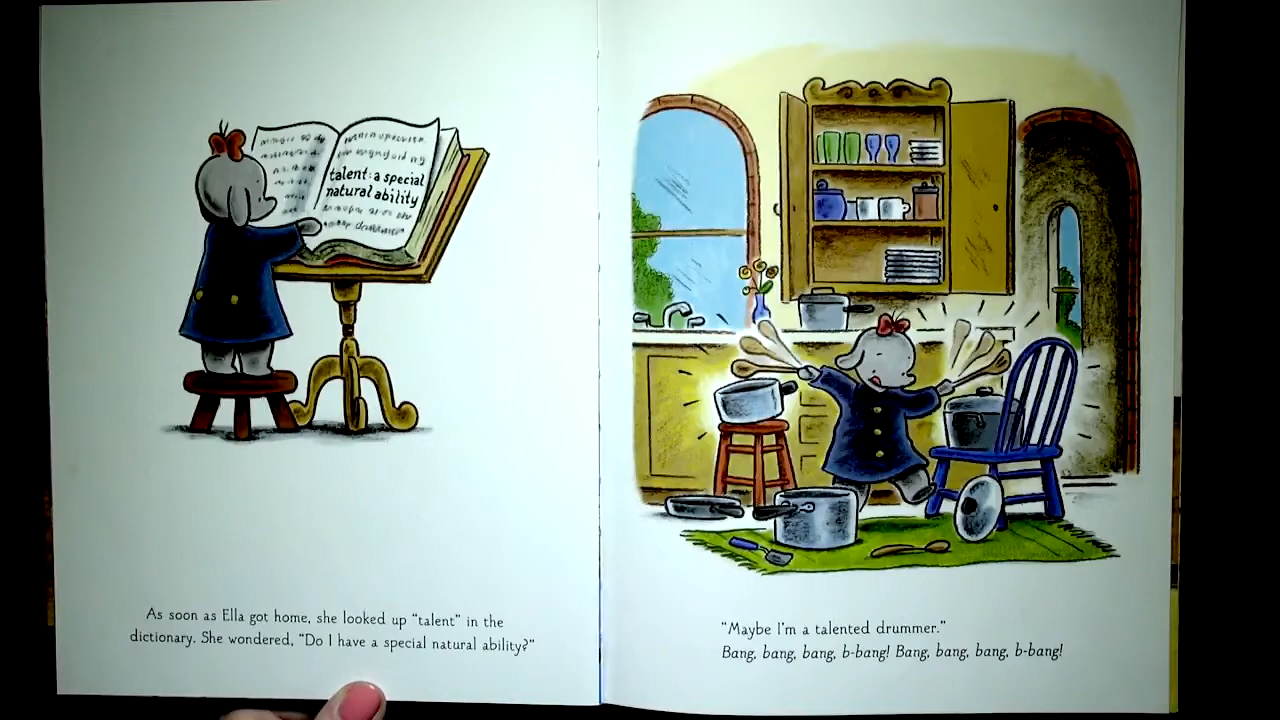 talent: a special
natural ability
As soon as Ella got home, she looked up “talent” in the
dictionary. She wondered, “Do I have a special natural ability?”
“Maybe I’m a talented drummer.”
Bang, bang, bang, b-bang! Bang, bang, bang, b-bang!